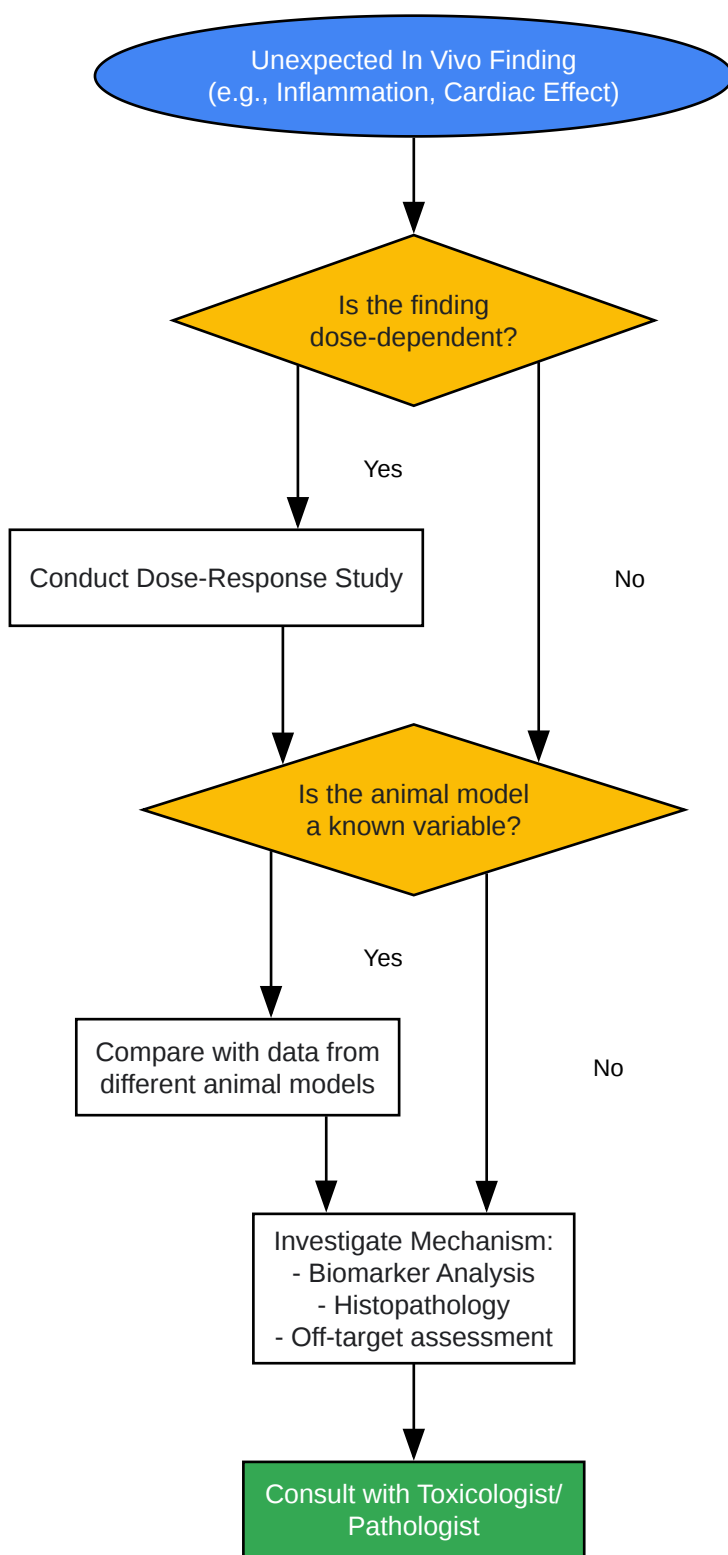 Unexpected In Vivo Finding
(e.g., Inflammation, Cardiac Effect)
Is the finding
dose-dependent?
Yes
Conduct Dose-Response Study
No
Is the animal model
a known variable?
Yes
Compare with data from
different animal models
No
Investigate Mechanism:
- Biomarker Analysis
- Histopathology
- Off-target assessment
Consult with Toxicologist/
Pathologist